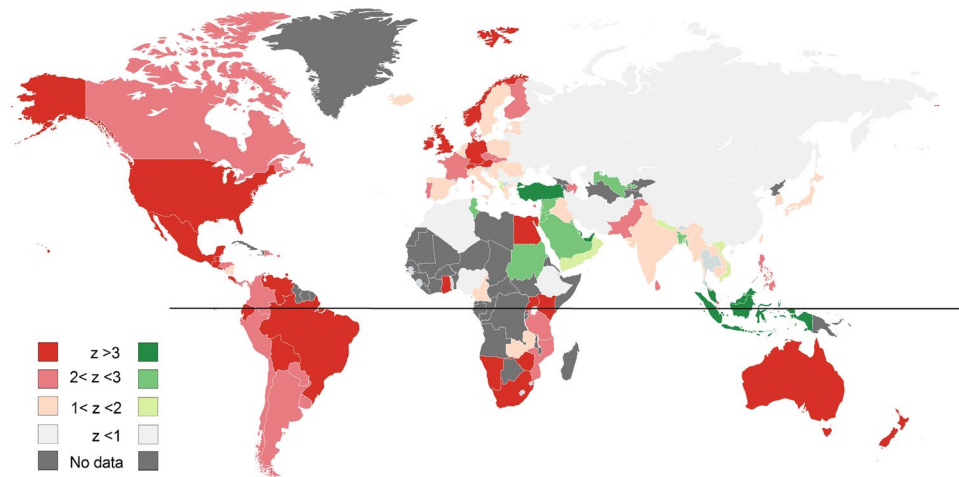 z >3
2< z <3
1< z <2
z <1
No data